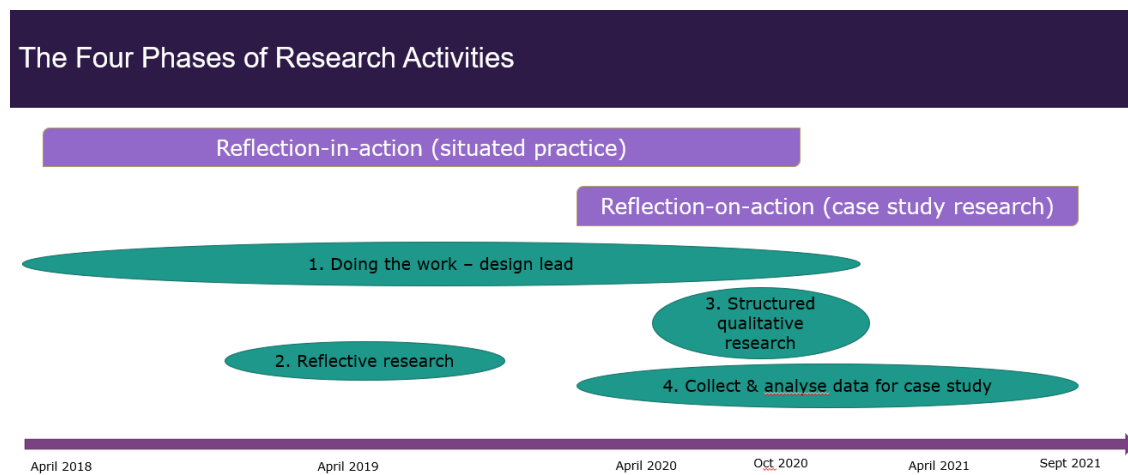 The Four Phases of Research Activities
Reflection-in-action (situated practice)
Reflection-on-action (case study research)
1. Doing the work – design lead
3. Structured
qualitative
research
2. Reflective research
4. Collect & analyse data for case study
April 2018
April 2019
April 2020
Oct 2020
April 2021
Sept 2021